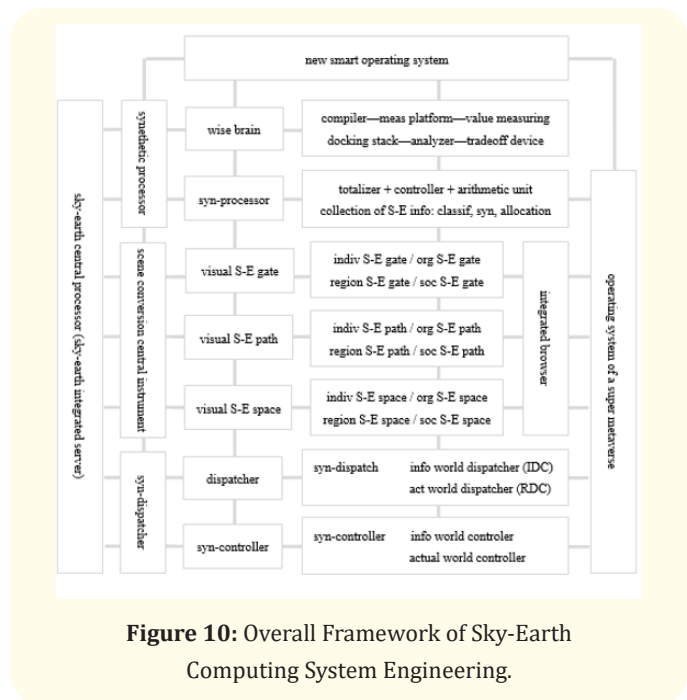 new smart operating system
sky-earth central processor (sky-earth integrated server)
synethetic processor
wise brain
compiler—meas platform—value measuring
docking stack—analyzer—tradeoff device
syn-processor
totalizer + controller + arithmetic unit
collection of S-E info: classif, syn, allocation
scene conversion central instrument
visual S-E gate
indiv S-E gate / org S-E gate
region S-E gate / soc S-E gate
visual S-E path
indiv S-E path / org S-E path
region S-E path / soc S-E path
visual S-E space
indiv S-E space / org S-E space
region S-E space / soc S-E space
integrated browser
operating system of a super metaverse
syn-dispatcher
dispatcher
syn-dispatch info world dispatcher (IDC)
act world dispatcher (RDC)
syn-controller
syn-controller info world controler
actual world controller
Figure 10: Overall Framework of Sky-Earth
Computing System Engineering.